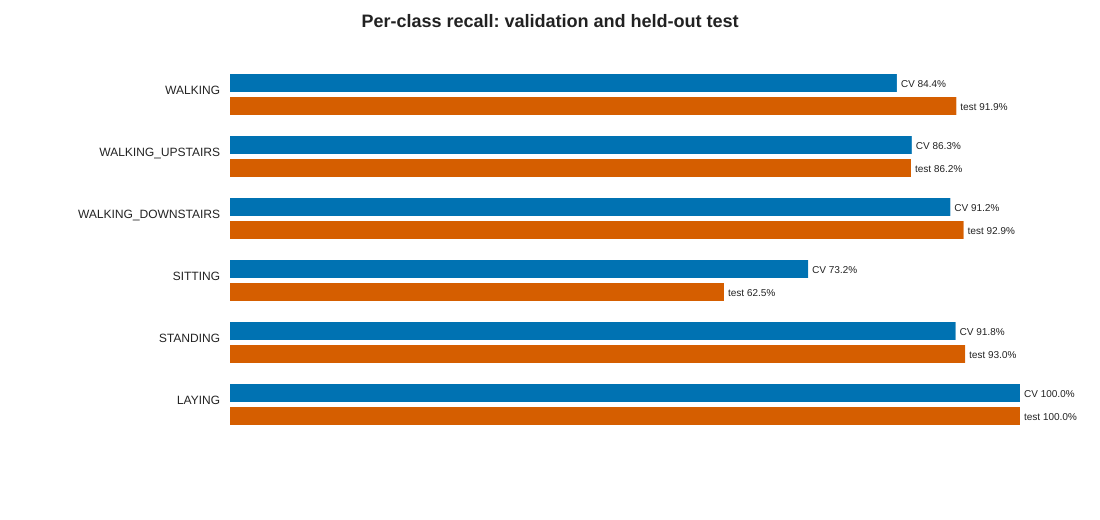 Per-class recall: validation and held-out test
WALKING
CV 84.4%
test 91.9%
WALKING_UPSTAIRS
CV 86.3%
test 86.2%
WALKING_DOWNSTAIRS
CV 91.2%
test 92.9%
SITTING
CV 73.2%
test 62.5%
STANDING
CV 91.8%
test 93.0%
LAYING
CV 100.0%
test 100.0%